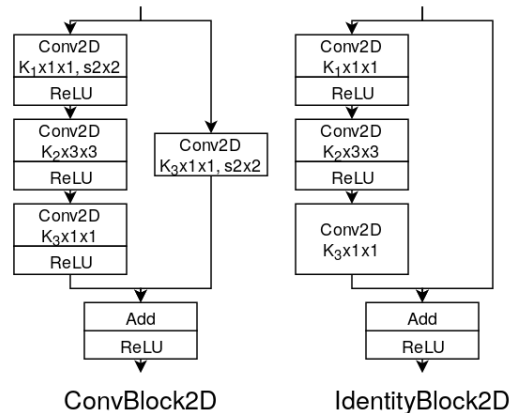 Conv2D
K₁x1x1, s2x2
ReLU
Conv2D
K₂x3x3
ReLU
Conv2D
K₃x1x1
ReLU
Conv2D
K₃x1x1, s2x2
Add
ReLU
ConvBlock2D
Conv2D
K₁x1x1
ReLU
Conv2D
K₂x3x3
ReLU
Conv2D
K₃x1x1
Add
ReLU
IdentityBlock2D